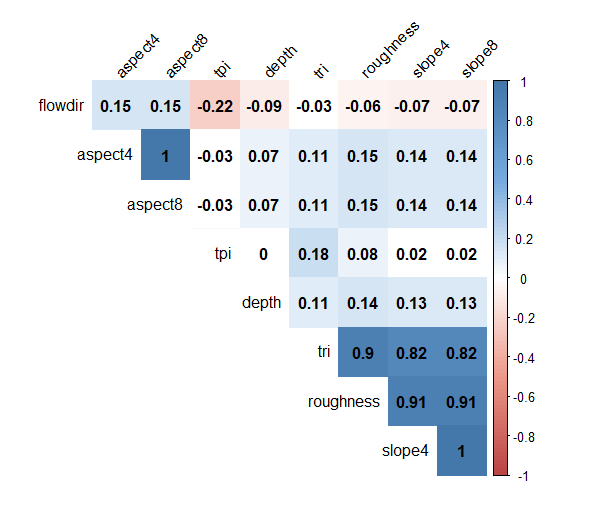 aspect4 aspect8 tpi depth tri roughness slope4 slope8
flowdir 0.15 0.15 -0.22 -0.09 -0.03 -0.06 -0.07 -0.07
aspect4 1 -0.03 0.07 0.11 0.15 0.14 0.14
aspect8 -0.03 0.07 0.11 0.15 0.14 0.14
tpi 0 0.18 0.08 0.02 0.02
depth 0.11 0.14 0.13 0.13
tri 0.9 0.82 0.82
roughness 0.91 0.91
slope4 1
1
0.8
0.6
0.4
0.2
0
-0.2
-0.4
-0.6
-0.8
-1